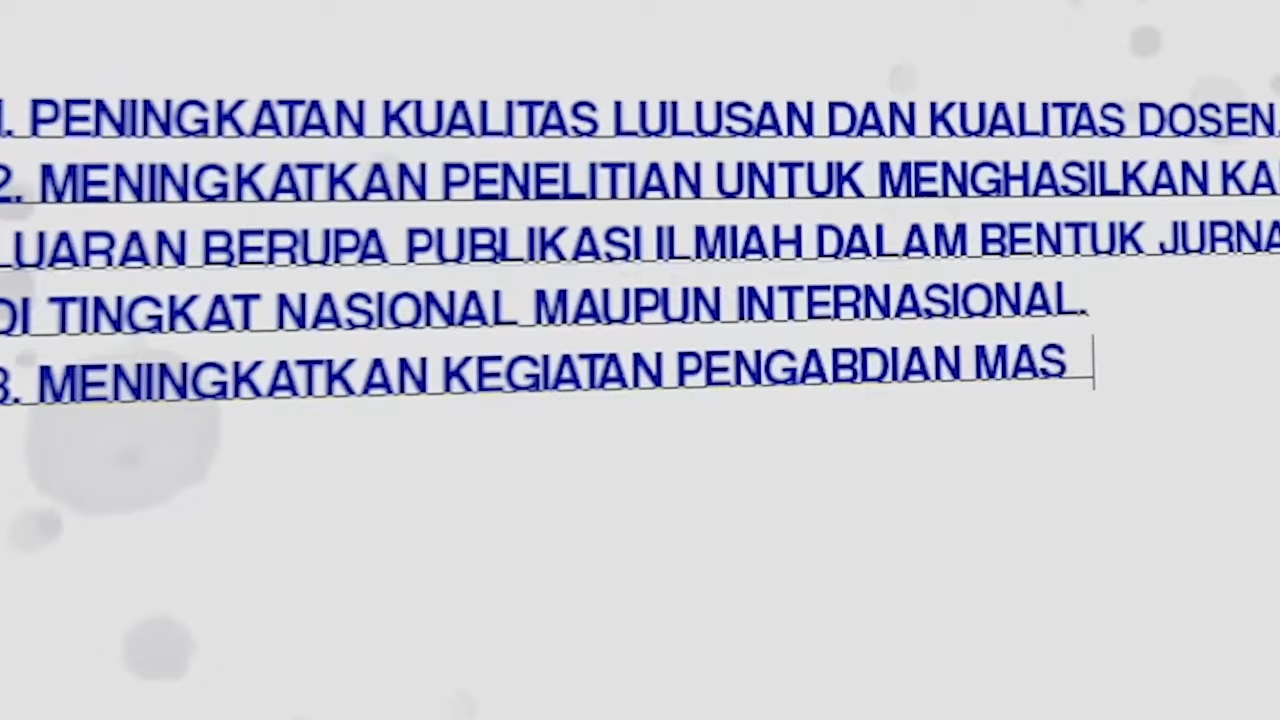 1. PENINGKATAN KUALITAS LULUSAN DAN KUALITAS DOSEN.
2. MENINGKATKAN PENELITIAN UNTUK MENGHASILKAN
LUARAN BERUPA PUBLIKASI ILMIAH DALAM BENTUK
DI TINGKAT NASIONAL MAUPUN INTERNASIONAL.
3. MENINGKATKAN KEGIATAN PENGABDIAN MAS